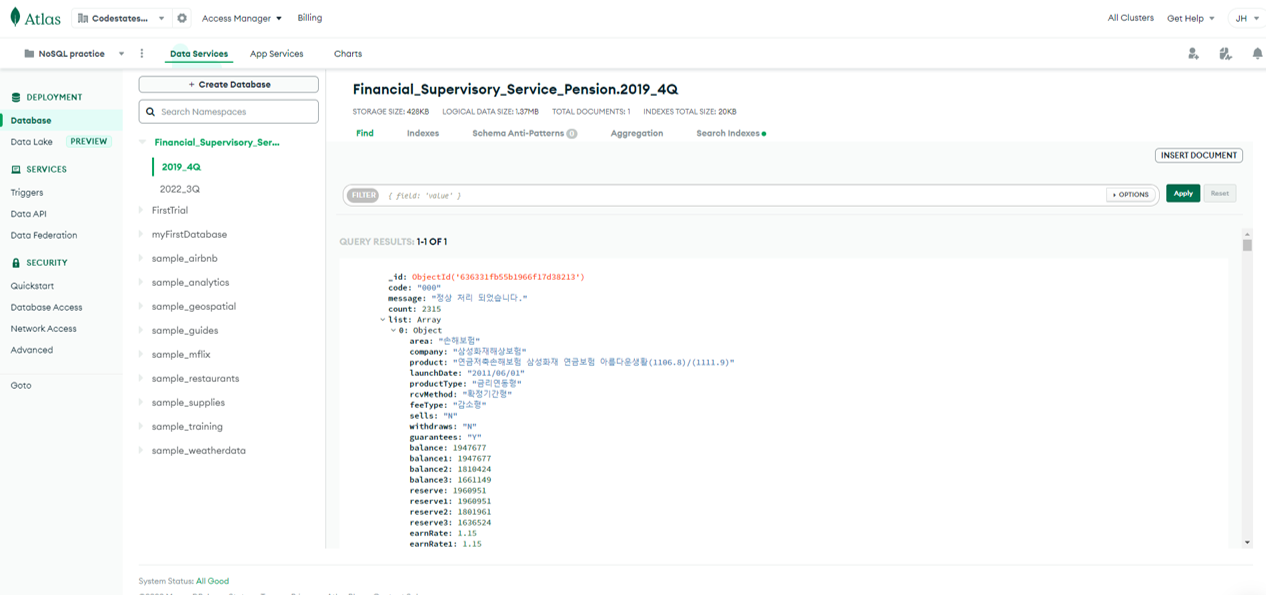 Atlas
Codestates...
Access Manager
Billing
All Clusters
Get Help
JH
NoSQL practice
Data Services
App Services
Charts
DEPLOYMENT
Database
Data Lake
PREVIEW
SERVICES
Triggers
Data API
Data Federation
SECURITY
Quickstart
Database Access
Network Access
Advanced
Goto
+ Create Database
Search Namespaces
Financial_Supervisory_Ser...
2019_4Q
2022_3Q
FirstTrial
myFirstDatabase
sample_airbnb
sample_analytics
sample_geospatial
sample_guides
sample_mflix
sample_restaurants
sample_supplies
sample_training
sample_weatherdata
Financial_Supervisory_Service_Pension.2019_4Q
STORAGE SIZE: 428KB LOGICAL DATA SIZE: 1.37MB TOTAL DOCUMENTS: 1 INDEXES TOTAL SIZE: 20KB
Find
Indexes
Schema Anti-Patterns 0
Aggregation
Search Indexes
INSERT DOCUMENT
FILTER { field: 'value' }
OPTIONS
Apply
Reset
QUERY RESULTS: 1-1 OF 1
_id: ObjectId('636331fb55b1966f17d38213')
code: "000"
message: "정상 처리 되었습니다."
count: 2315
list: Array
0: Object
area: "손해보험"
company: "삼성화재해상보험"
product: "연금저축손해보험 삼성화재 연금보험 아름다운생활(1106.8)/(1111.9)"
launchDate: "2011/06/01"
productType: "금리연동형"
rcvMethod: "확정기간형"
feeType: "감소형"
sells: "N"
withdraws: "N"
guarantees: "Y"
balance: 1947677
balance1: 1947677
balance2: 1810424
balance3: 1661149
reserve: 1960951
reserve1: 1960951
reserve2: 1801961
reserve3: 1636524
earnRate: 1.15
earnRate1: 1.15
System Status: All Good